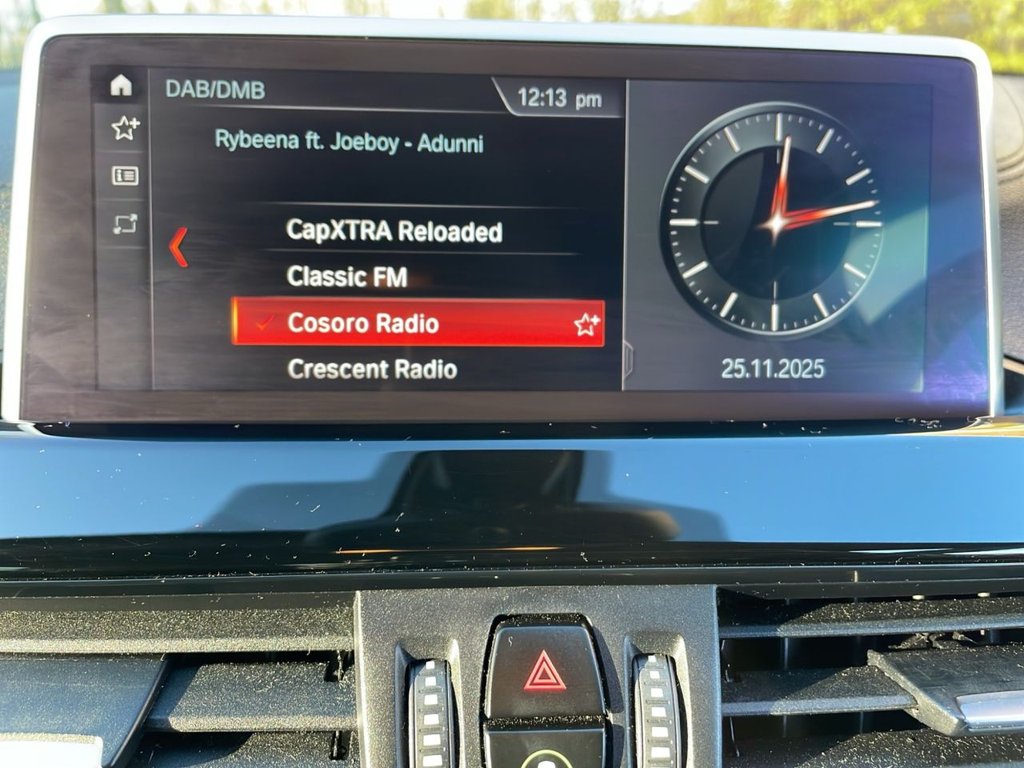 DAB/DMB
12:13 pm
Rybeena ft. Joeboy - Adunni
CapXTRA Reloaded
Classic FM
Cosoro Radio
Crescent Radio
25.11.2025